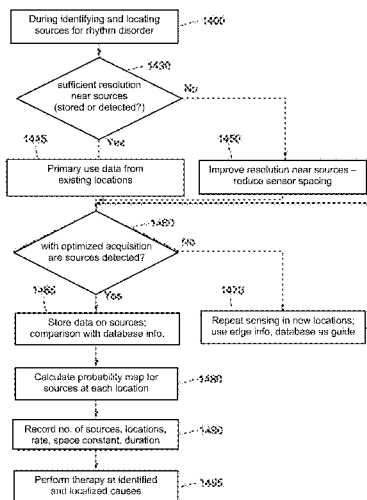 During identifying and locating
sources for rhythm disorder
1400
1430
sufficient resolution
near sources
(stored or detected?)
No
Yes
1445
1450
Primary use data from
existing locations
Improve resolution near sources –
reduce sensor spacing
1460
with optimized acquisition
are sources detected?
No
Yes
1465
1470
Store data on sources;
comparison with database info.
Repeat sensing in new locations;
use edge info, database as guide
Calculate probability map for
sources at each location
1480
Record no. of sources, locations,
rate, space constant, duration
1490
Perform therapy at identified
and localized causes
1495